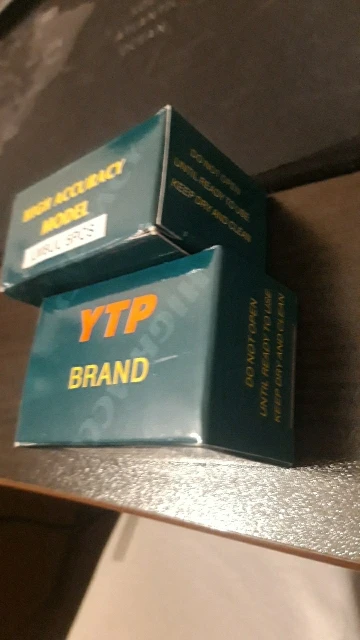 HIGH ACCURACY
MODEL
DO NOT OPEN
UNTIL READY TO USE
KEEP DRY AND CLEAN
YTP
BRAND
DO NOT OPEN
UNTIL READY TO USE
KEEP DRY AND CLEAN